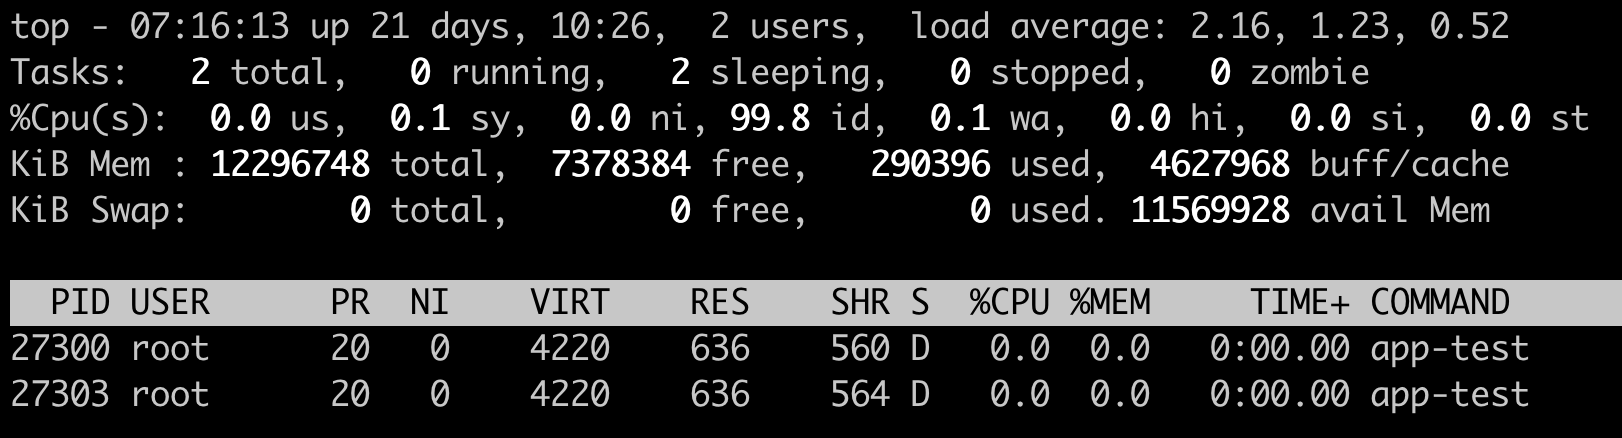 top - 07:16:13 up 21 days, 10:26,  2 users,  load average: 2.16, 1.23, 0.52
Tasks:   2 total,   0 running,   2 sleeping,   0 stopped,   0 zombie
%Cpu(s):  0.0 us,  0.1 sy,  0.0 ni, 99.8 id,  0.1 wa,  0.0 hi,  0.0 si,  0.0 st
KiB Mem : 12296748 total,  7378384 free,   290396 used,  4627968 buff/cache
KiB Swap:        0 total,        0 free,        0 used. 11569928 avail Mem
  PID USER      PR  NI    VIRT    RES    SHR S  %CPU %MEM     TIME+ COMMAND
27300 root      20   0    4220    636    560 D   0.0  0.0   0:00.00 app-test
27303 root      20   0    4220    636    564 D   0.0  0.0   0:00.00 app-test